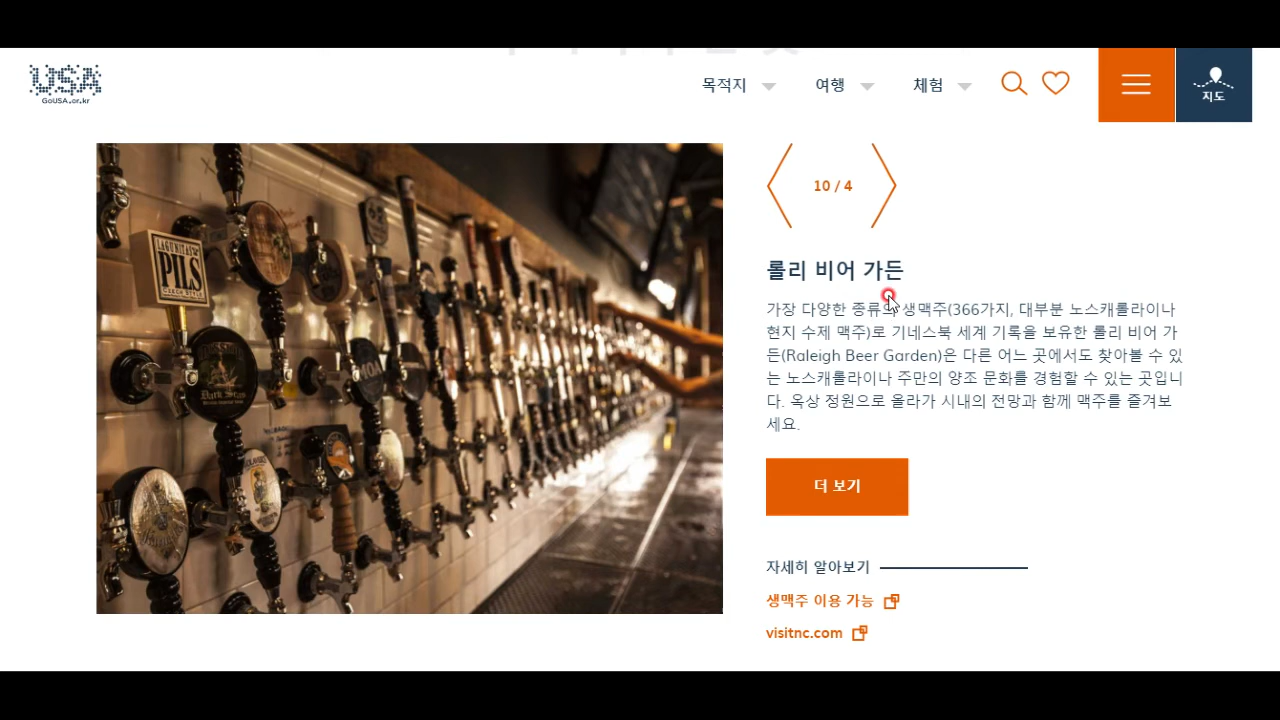 USA
GoUSA.or.kr
목적지
여행
체험
지도
10 / 4
롤리 비어 가든
가장 다양한 종류의 생맥주(366가지, 대부분 노스캐롤라이나
현지 수제 맥주)로 기네스북 세계 기록을 보유한 롤리 비어 가
든(Raleigh Beer Garden)은 다른 어느 곳에서도 찾아볼 수 있
는 노스캐롤라이나 주만의 양조 문화를 경험할 수 있는 곳입니
다. 옥상 정원으로 올라가 시내의 전망과 함께 맥주를 즐겨보
세요.
더 보기
자세히 알아보기
생맥주 이용 가능
visitnc.com
LAGUNITAS
PILS
CZECH STYLE
Dark Seas
MOA